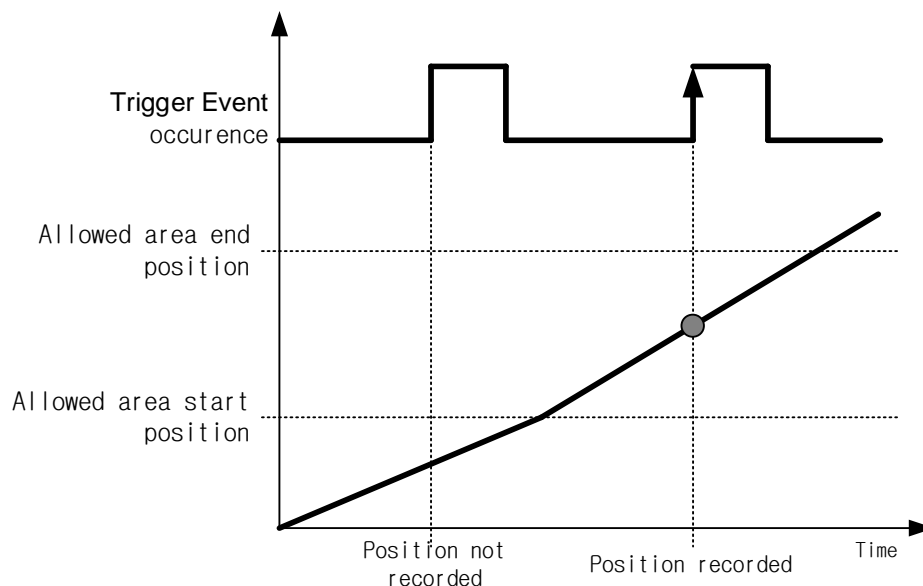 Trigger Event
occurence
Allowed area end
position
Allowed area start
position
Position not
recorded
Position recorded
Time